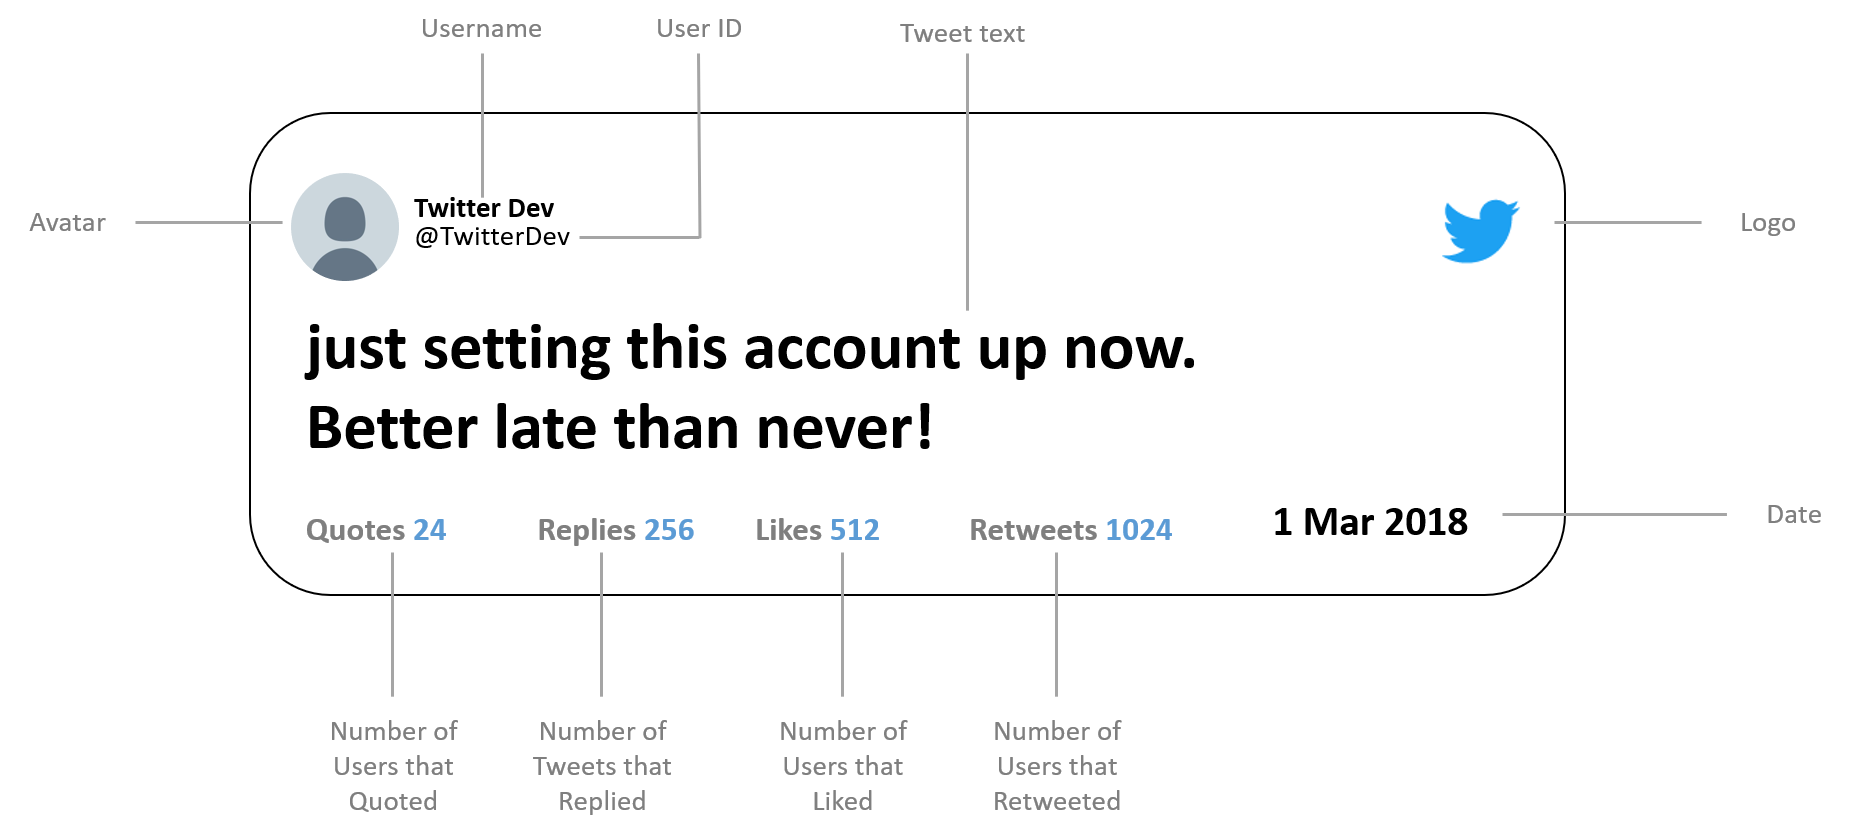 Username
User ID
Tweet text
Avatar
Twitter Dev
@TwitterDev
Logo
just setting this account up now.
Better late than never!
Quotes 24
Replies 256
Likes 512
Retweets 1024
1 Mar 2018
Date
Number of
Users that
Quoted
Number of
Tweets that
Replied
Number of
Users that
Liked
Number of
Users that
Retweeted